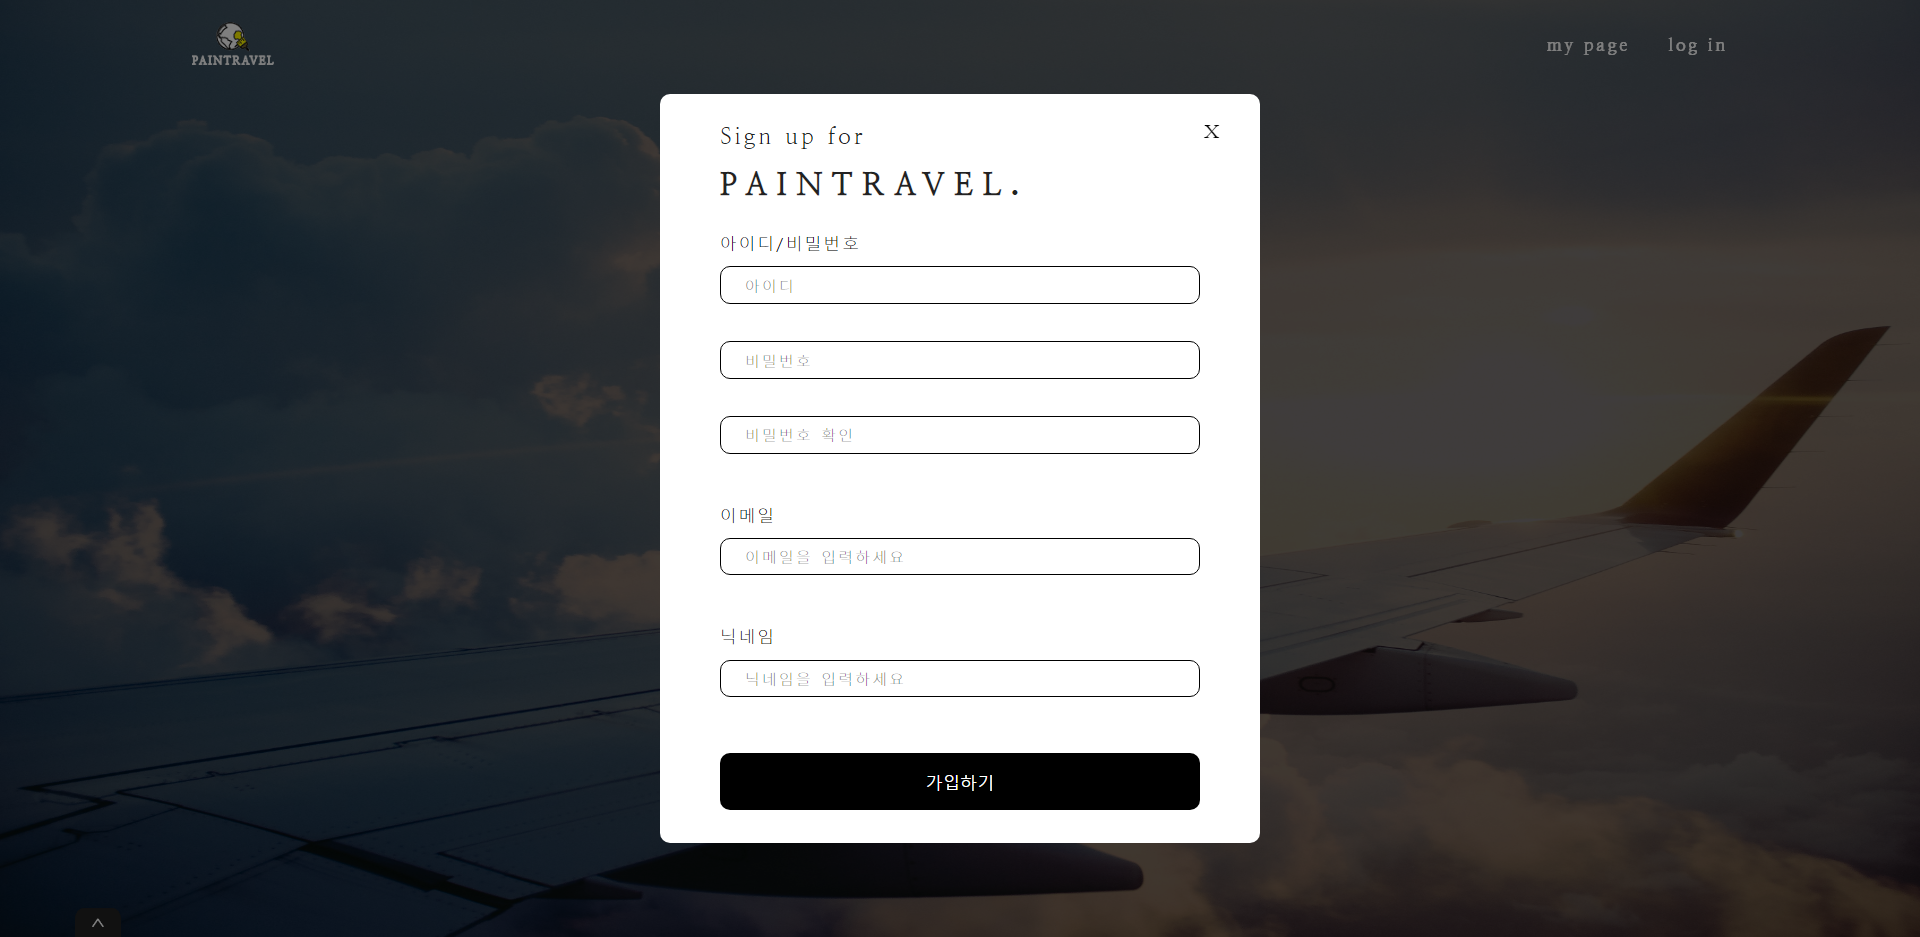 PAINTRAVEL
my page
log in
Sign up for
X
PAINTRAVEL.
아이디/비밀번호
아이디
비밀번호
비밀번호 확인
이메일
이메일을 입력하세요
닉네임
닉네임을 입력하세요
가입하기